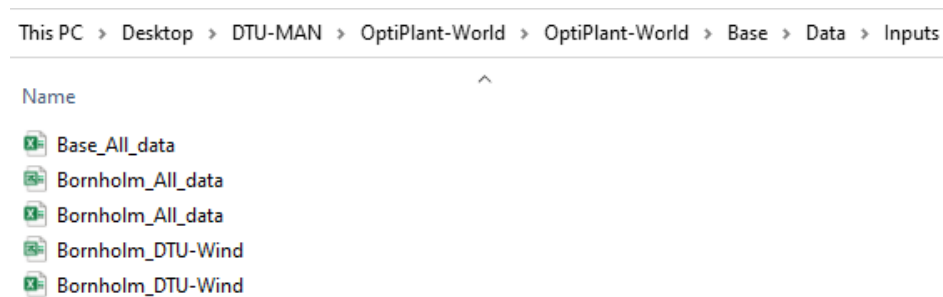 This PC > Desktop > DTU-MAN > OptiPlant-World > OptiPlant-World > Base > Data > Inputs
Name
Base_All_data
Bornholm_All_data
Bornholm_All_data
Bornholm_DTU-Wind
Bornholm_DTU-Wind